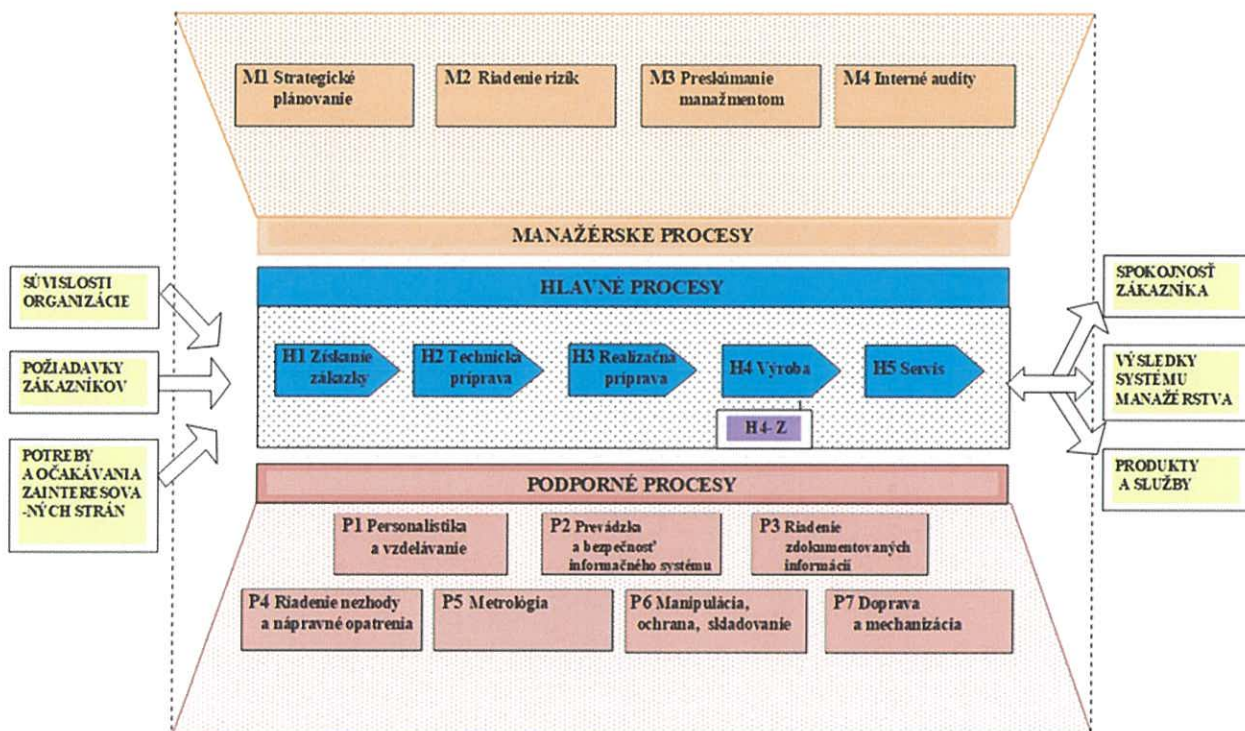 M1 Strategické
plánovanie
M2 Riadenie rizík
M3 Preskúmanie
manažmentom
M4 Interné audity
MANAŽÉRSKE PROCESY
SÚVISLOSTI
ORGANIZÁCIE
POŽIADAVKY
ZÁKAZNÍKOV
POTREBY
A OČAKÁVANIA
ZAINTERESOVA
-NÝCH STRÁN
HLAVNÉ PROCESY
H1 Získanie
zákazky
H2 Technická
príprava
H3 Realizačná
príprava
H4 Výroba
H5 Servis
H4- Z
SPOKOJNOSŤ
ZÁKAZNÍKA
VÝSLEDKY
SYSTÉMU
MANAŽÉRSTVA
PRODUKTY
A SLUŽBY
PODPORNÉ PROCESY
P1 Personalistika
a vzdelávanie
P2 Prevádzka
a bezpečnosť
informačného systému
P3 Riadenie
zdokumentovaných
informácií
P4 Riadenie nezhody
a nápravné opatrenia
P5 Metrológia
P6 Manipulácia,
ochrana, skladovanie
P7 Doprava
a mechanizácia